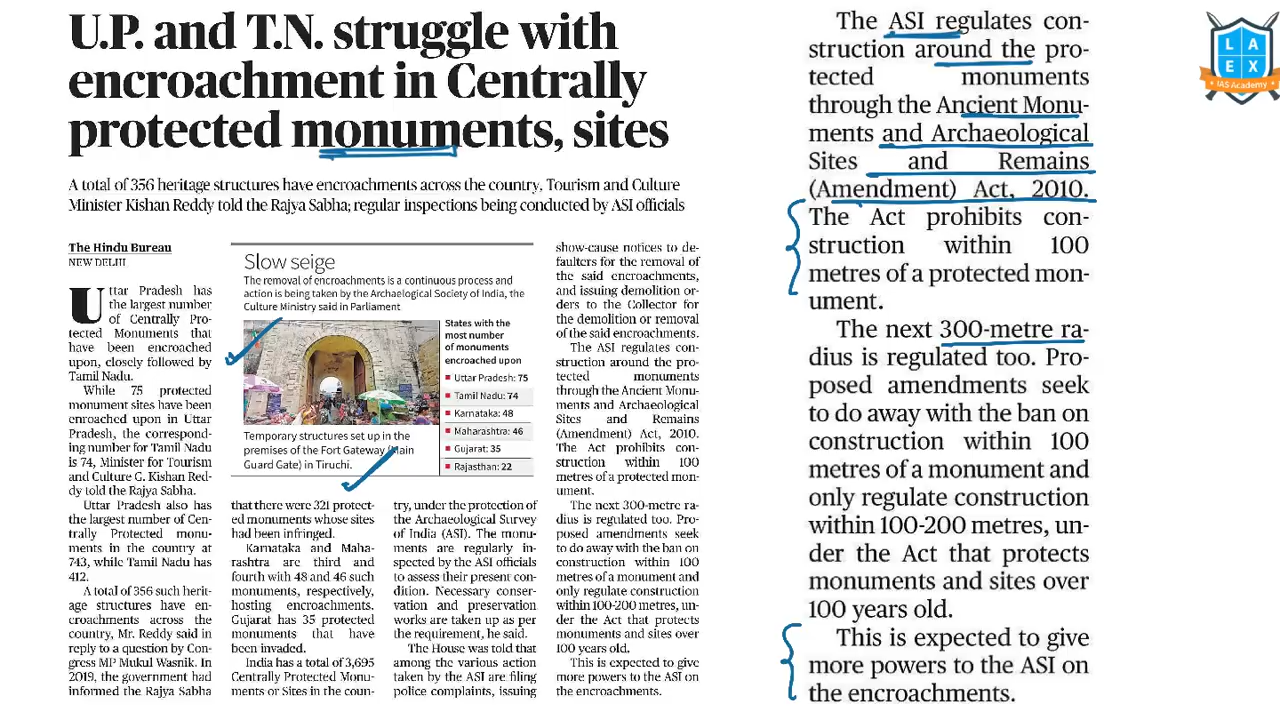 U.P. and T.N. struggle with
encroachment in Centrally
protected monuments, sites
A total of 356 heritage structures have encroachments across the country, Tourism and Culture
Minister Kishan Reddy told the Rajya Sabha; regular inspections being conducted by ASI officials
The Hindu Bureau
NEW DELHI
Uttar Pradesh has
the largest number
of Centrally Pro-
tected Monuments that
have been encroached
upon, closely followed by
Tamil Nadu.
While 75 protected
monument sites have been
enroached upon in Uttar
Pradesh, the correspond-
ing number for Tamil Nadu
is 74, Minister for Tourism
and Culture G. Kishan Red-
dy told the Rajya Sabha.
Uttar Pradesh also has
the largest number of Cen-
trally Protected monu-
ments in the country at
743, while Tamil Nadu has
412.
A total of 356 such herit-
age structures have en-
croachments across the
country, Mr. Reddy said in
reply to a question by Con-
gress MP Mukul Wasnik. In
2019, the government had
informed the Rajya Sabha
Slow seige
The removal of encroachments is a continuous process and
action is being taken by the Archaelogical Society of India, the
Culture Ministry said in Parliament
States with the
most number
of monuments
encroached upon
Uttar Pradesh: 75
Tamil Nadu: 74
Karnataka: 48
Maharashtra: 46
Gujarat: 35
Rajasthan: 22
Temporary structures set up in the
premises of the Fort Gateway (Main
Guard Gate) in Tiruchi.
that there were 321 protect-
ed monuments whose sites
had been infringed.
Karnataka and Maha-
rashtra are third and
fourth with 48 and 46 such
monuments, respectively,
hosting encroachments.
Gujarat has 35 protected
monuments that have
been invaded.
India has a total of 3,695
Centrally Protected Monu-
ments or Sites in the coun-
try, under the protection of
the Archaeological Survey
of India (ASI). The monu-
ments are regularly in-
spected by the ASI officials
to assess their present con-
dition. Necessary conser-
vation and preservation
works are taken up as per
the requirement, he said.
The House was told that
among the various action
taken by the ASI are filing
police complaints, issuing
show-cause notices to de-
faulters for the removal of
the said encroachments,
and issuing demolition or-
ders to the Collector for
the demolition or removal
of the said encroachments.
The ASI regulates con-
struction around the pro-
tected monuments
through the Ancient Monu-
ments and Archaeological
Sites and Remains
(Amendment) Act, 2010.
The Act prohibits con-
struction within 100
metres of a protected mon-
ument.
The next 300-metre ra-
dius is regulated too. Pro-
posed amendments seek
to do away with the ban on
construction within 100
metres of a monument and
only regulate construction
within 100-200 metres, un-
der the Act that protects
monuments and sites over
100 years old.
This is expected to give
more powers to the ASI on
the encroachments.
The ASI regulates con-
struction around the pro-
tected monuments
through the Ancient Monu-
ments and Archaeological
Sites and Remains
(Amendment) Act, 2010.
The Act prohibits con-
struction within 100
metres of a protected mon-
ument.
The next 300-metre ra-
dius is regulated too. Pro-
posed amendments seek
to do away with the ban on
construction within 100
metres of a monument and
only regulate construction
within 100-200 metres, un-
der the Act that protects
monuments and sites over
100 years old.
This is expected to give
more powers to the ASI on
the encroachments.
L A
E X
IAS Academy